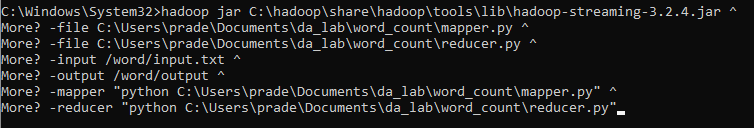 C:\Windows\System32>hadoop jar C:\hadoop\share\hadoop\tools\lib\hadoop-streaming-3.2.4.jar ^
More? -file C:\Users\prade\Documents\da_lab\word_count\mapper.py ^
More? -file C:\Users\prade\Documents\da_lab\word_count\reducer.py ^
More? -input /word/input.txt ^
More? -output /word/output ^
More? -mapper "python C:\Users\prade\Documents\da_lab\word_count\mapper.py" ^
More? -reducer "python C:\Users\prade\Documents\da_lab\word_count\reducer.py"